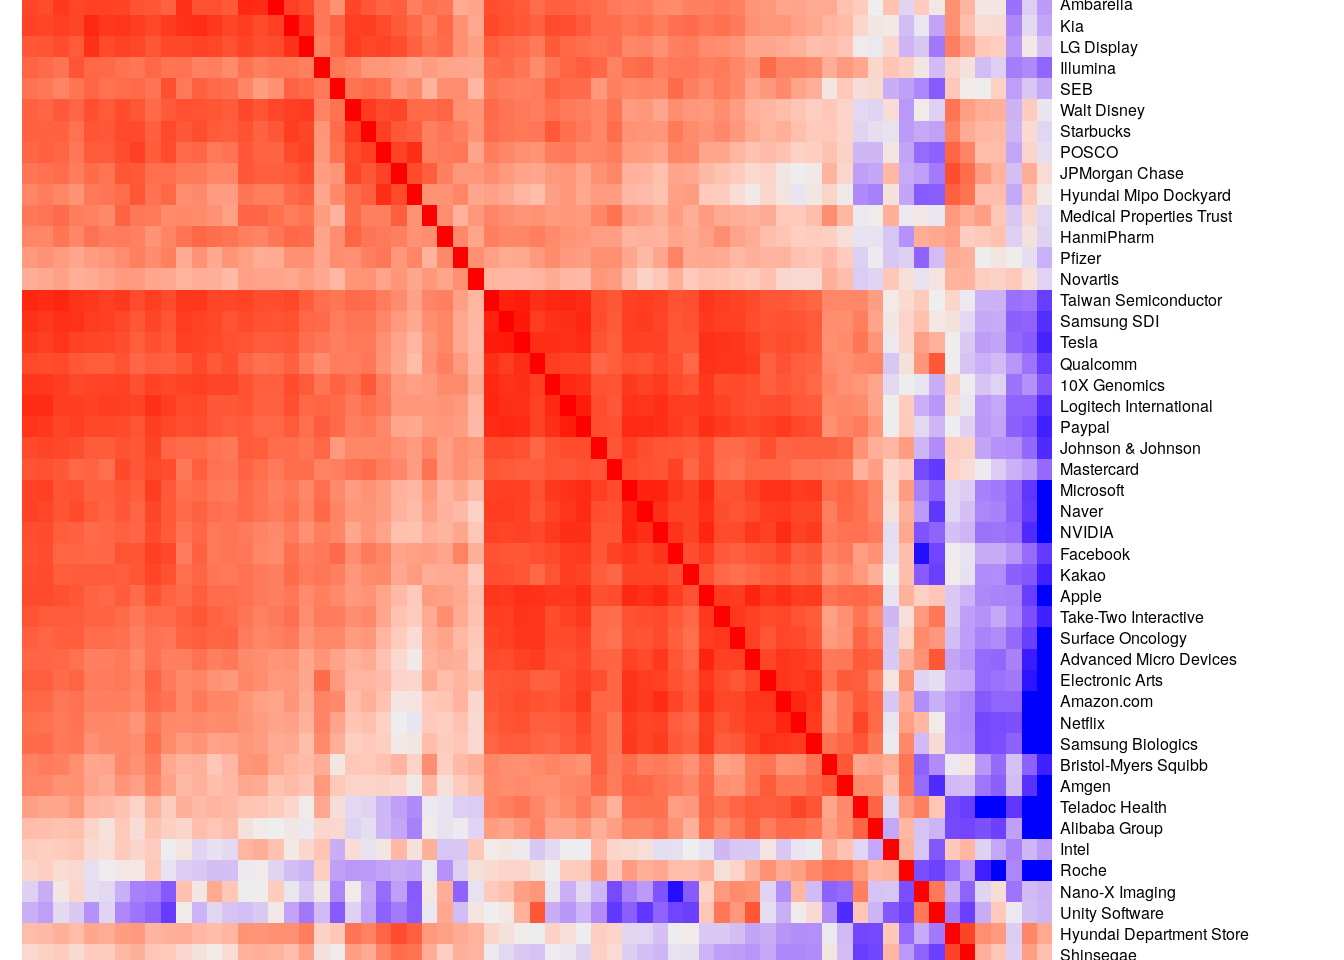 Ambarella
Kia
LG Display
Illumina
SEB
Walt Disney
Starbucks
POSCO
JPMorgan Chase
Hyundai Mipo Dockyard
Medical Properties Trust
HanmiPharm
Pfizer
Novartis
Taiwan Semiconductor
Samsung SDI
Tesla
Qualcomm
10X Genomics
Logitech International
Paypal
Johnson & Johnson
Mastercard
Microsoft
Naver
NVIDIA
Facebook
Kakao
Apple
Take-Two Interactive
Surface Oncology
Advanced Micro Devices
Electronic Arts
Amazon.com
Netflix
Samsung Biologics
Bristol-Myers Squibb
Amgen
Teladoc Health
Alibaba Group
Intel
Roche
Nano-X Imaging
Unity Software
Hyundai Department Store
Shinsegae